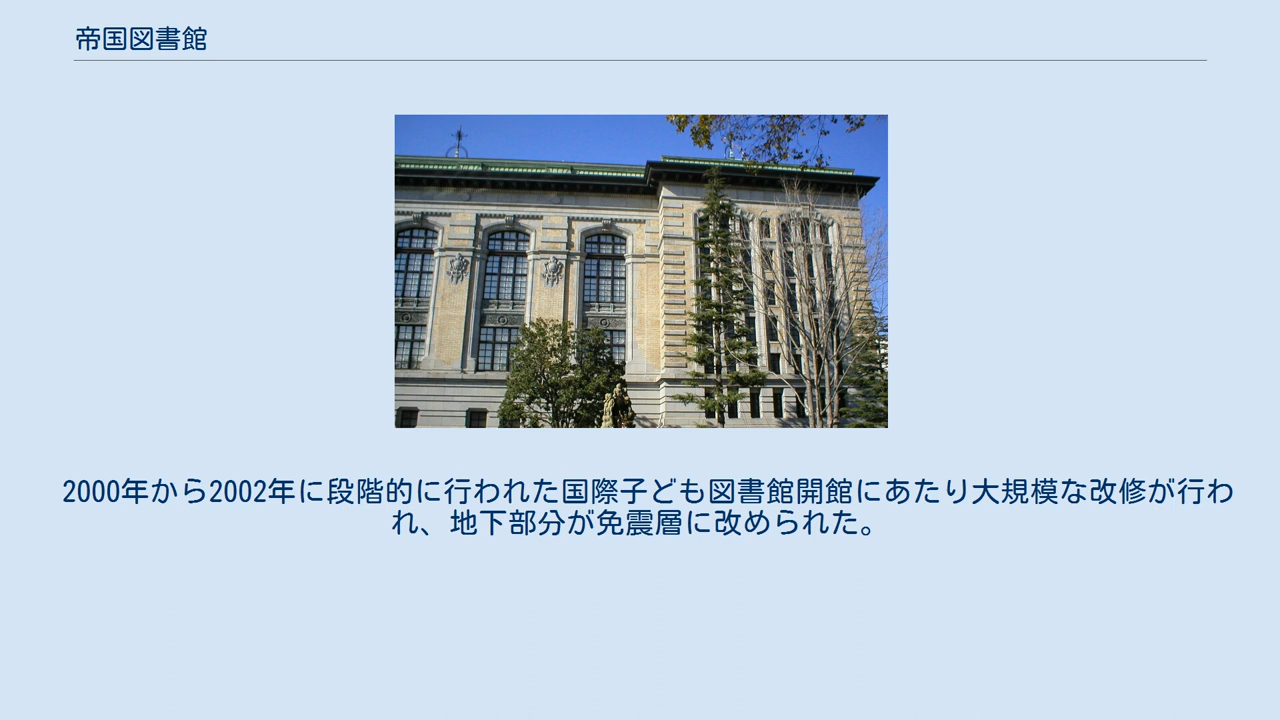 帝国図書館
2000年から2002年に段階的に行われた国際子ども図書館開館にあたり大規模な改修が行わ
れ、地下部分が免震層に改められた。